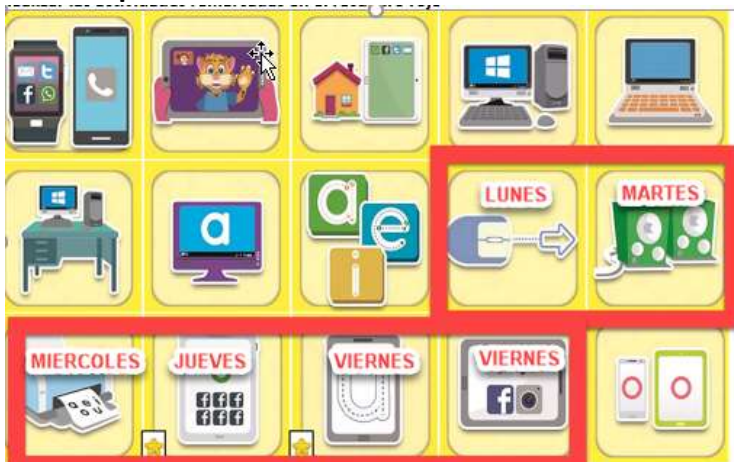 a
a
e
i
LUNES
MARTES
MIERCOLES
JUEVES
VIERNES
VIERNES
a e i
o u